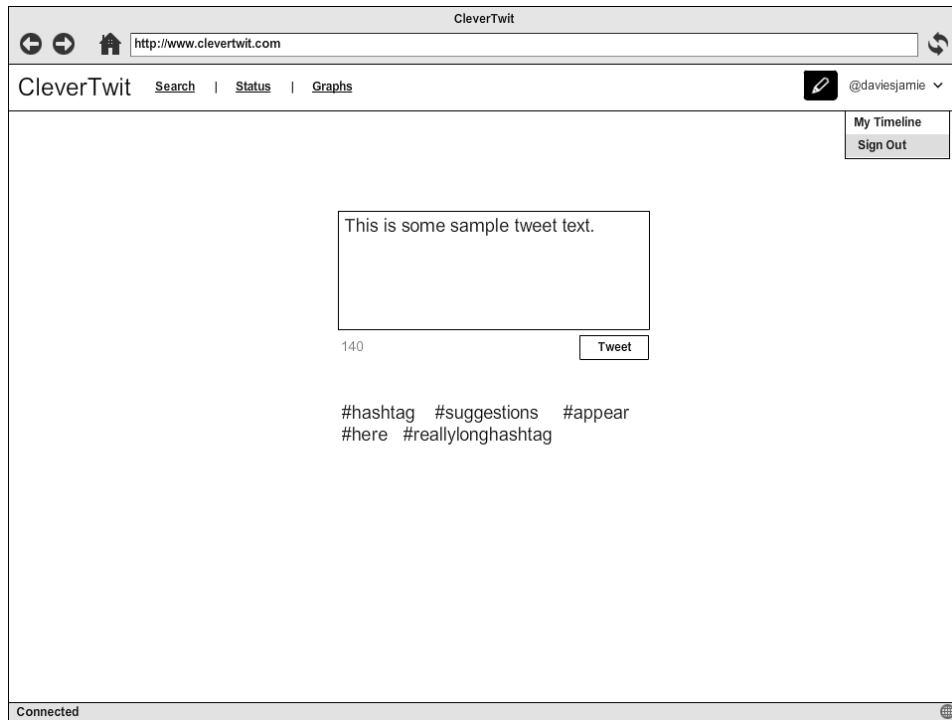 CleverTwit
http://www.clevertwit.com
CleverTwit Search | Status | Graphs @daviesjamie
My Timeline
Sign Out
This is some sample tweet text.
140 Tweet
#hashtag #suggestions #appear
#here #reallylonghashtag
Connected